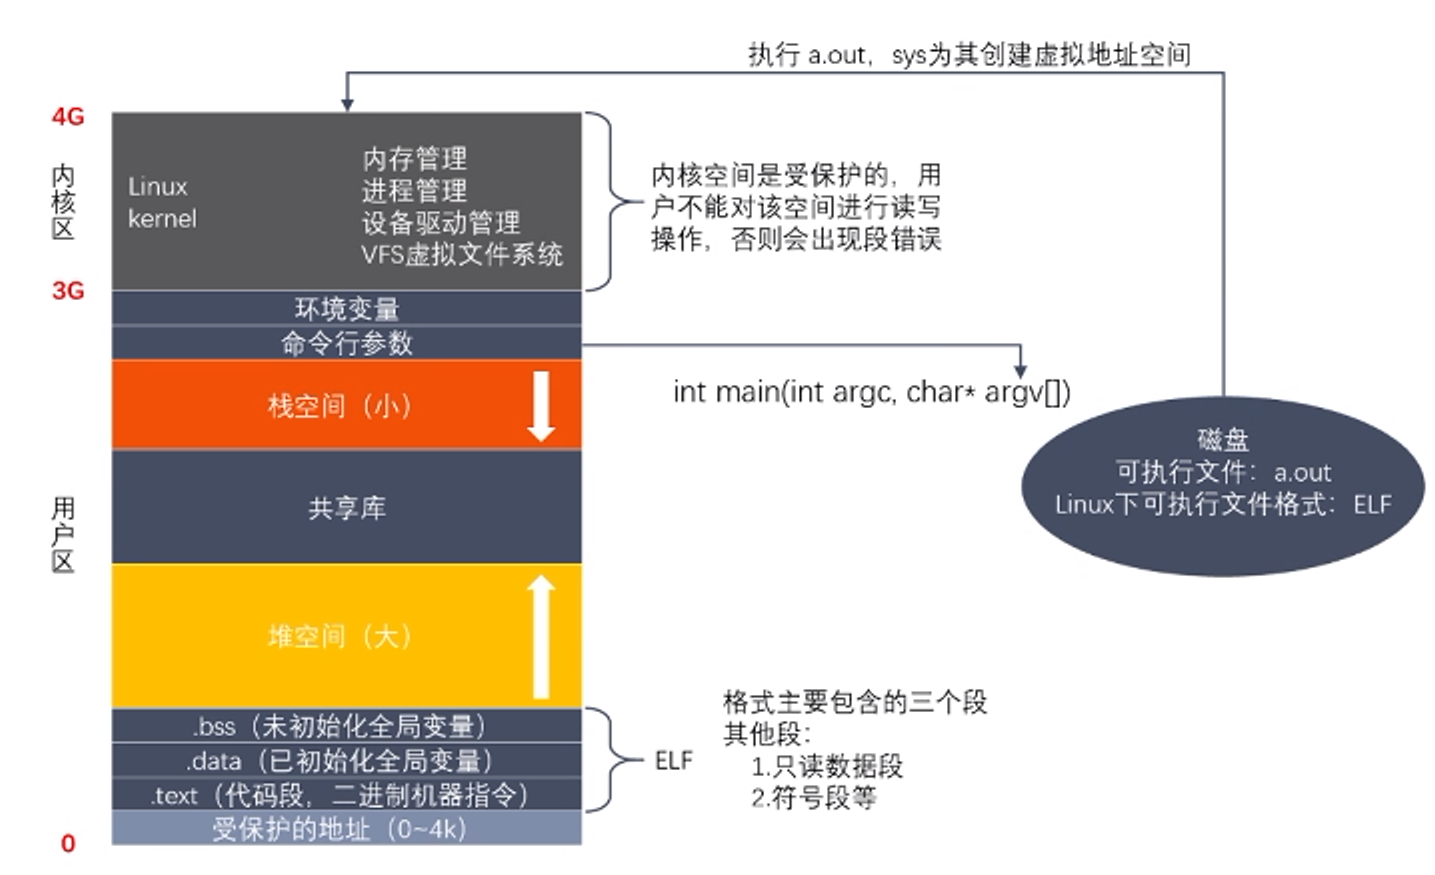 执行 a.out，sys为其创建虚拟地址空间
4G
内核区
Linux
kernel
内存管理
进程管理
设备驱动管理
VFS虚拟文件系统
内核空间是受保护的，用
户不能对该空间进行读写
操作，否则会出现段错误
3G
环境变量
命令行参数
int main(int argc, char* argv[])
栈空间（小）
磁盘
可执行文件：a.out
Linux下可执行文件格式：ELF
用户区
共享库
堆空间（大）
.bss（未初始化全局变量）
.data（已初始化全局变量）
.text（代码段，二进制机器指令）
受保护的地址（0~4k）
0
ELF
格式主要包含的三个段
其他段：
1.只读数据段
2.符号段等